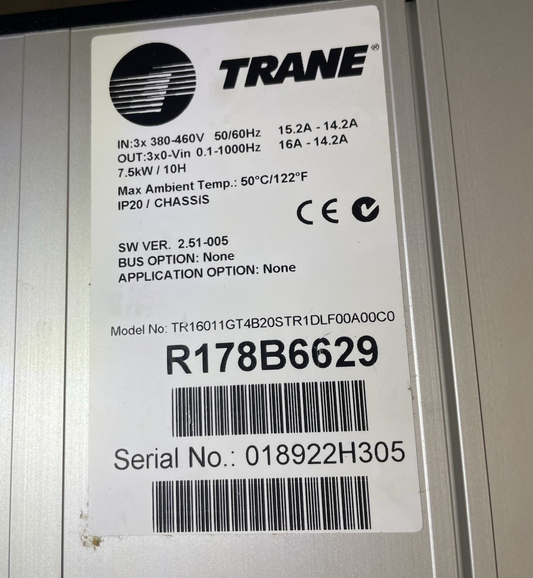 TRANE®
IN:3x 380-460V 50/60Hz 15.2A - 14.2A
OUT:3x0-Vin 0.1-1000Hz 16A - 14.2A
7.5kW / 10H
Max Ambient Temp.: 50°C/122°F
IP20 / CHASSiS
CE
SW VER. 2.51-005
BUS OPTION: None
APPLICATION OPTION: None
Model No: TR16011GT4B20STR1DLF00A00C0
R178B6629
Serial No.: 018922H305